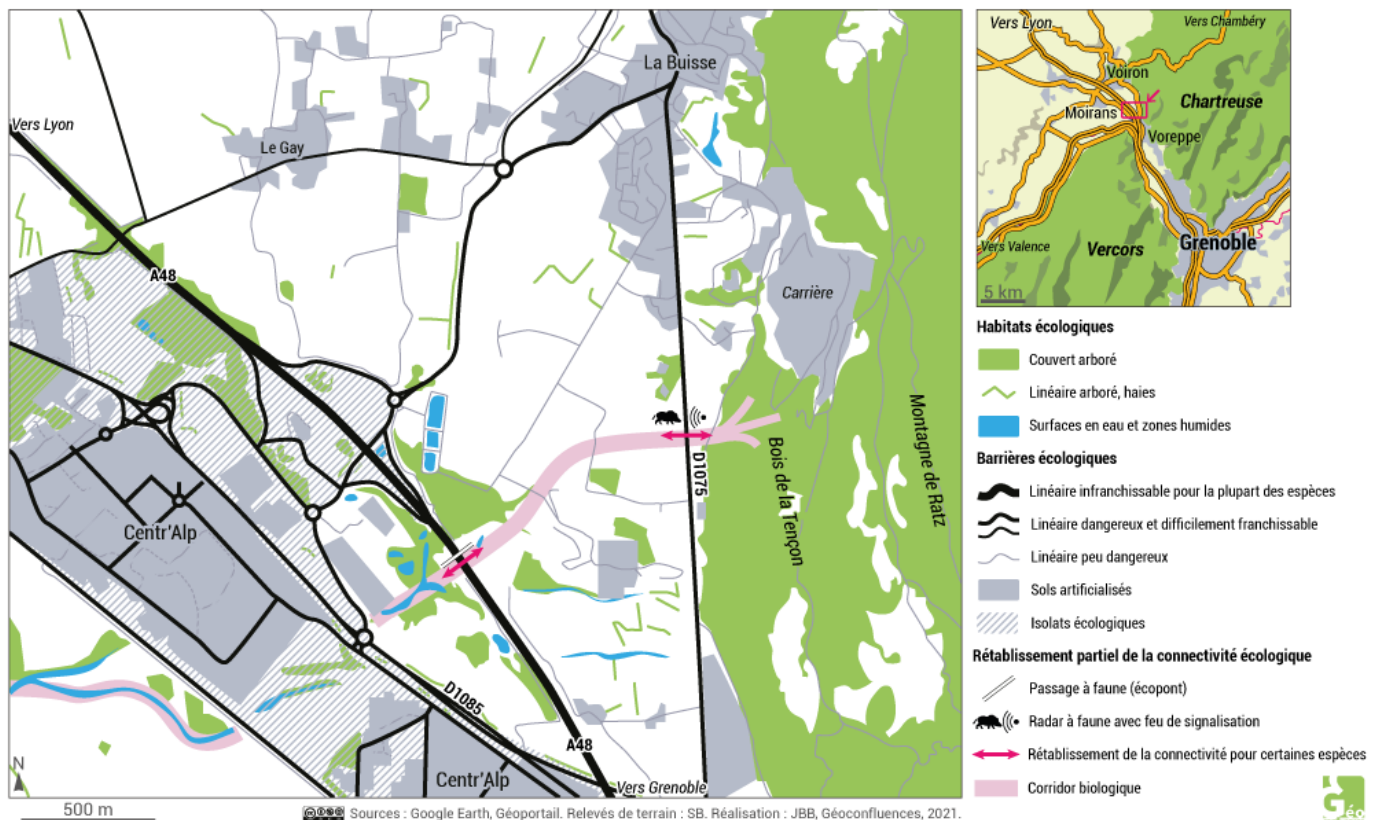 La Buisse
Vers Lyon
Le Gay
A48
Carrière
D1075
Bois de la Tençon
Montagne de Ratz
Centr'Alp
D1085
A48
Centr'Alp
Vers Grenoble
N
500 m
Sources : Google Earth, Géoportail. Relevés de terrain : SB. Réalisation : JBB, Géoconfluences, 2021.
Vers Lyon
Vers Chambéry
Voiron
Chartreuse
Moirans
Voreppe
Vers Valence
Vercors
Grenoble
5 km
Habitats écologiques
Couvert arboré
Linéaire arboré, haies
Surfaces en eau et zones humides
Barrières écologiques
Linéaire infranchissable pour la plupart des espèces
Linéaire dangereux et difficilement franchissable
Linéaire peu dangereux
Sols artificialisés
Isolats écologiques
Rétablissement partiel de la connectivité écologique
Passage à faune (écopont)
Radar à faune avec feu de signalisation
Rétablissement de la connectivité pour certaines espèces
Corridor biologique
Géo